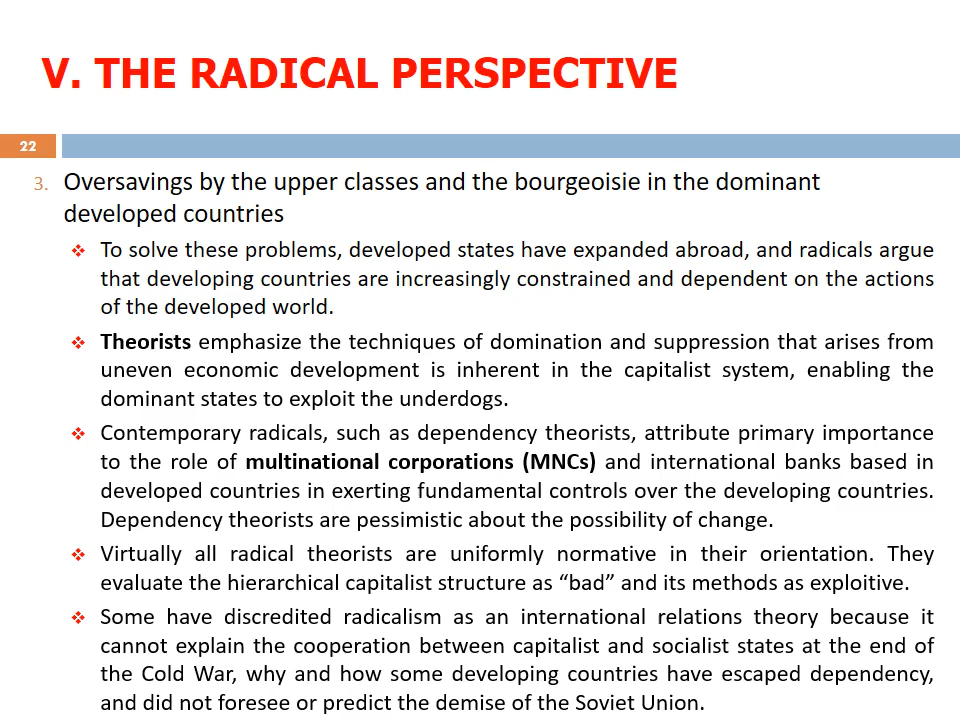 V. THE RADICAL PERSPECTIVE
22
3. Oversavings by the upper classes and the bourgeoisie in the dominant
developed countries
❖ To solve these problems, developed states have expanded abroad, and radicals argue
that developing countries are increasingly constrained and dependent on the actions
of the developed world.
❖ Theorists emphasize the techniques of domination and suppression that arises from
uneven economic development is inherent in the capitalist system, enabling the
dominant states to exploit the underdogs.
❖ Contemporary radicals, such as dependency theorists, attribute primary importance
to the role of multinational corporations (MNCs) and international banks based in
developed countries in exerting fundamental controls over the developing countries.
Dependency theorists are pessimistic about the possibility of change.
❖ Virtually all radical theorists are uniformly normative in their orientation. They
evaluate the hierarchical capitalist structure as “bad” and its methods as exploitive.
❖ Some have discredited radicalism as an international relations theory because it
cannot explain the cooperation between capitalist and socialist states at the end of
the Cold War, why and how some developing countries have escaped dependency,
and did not foresee or predict the demise of the Soviet Union.